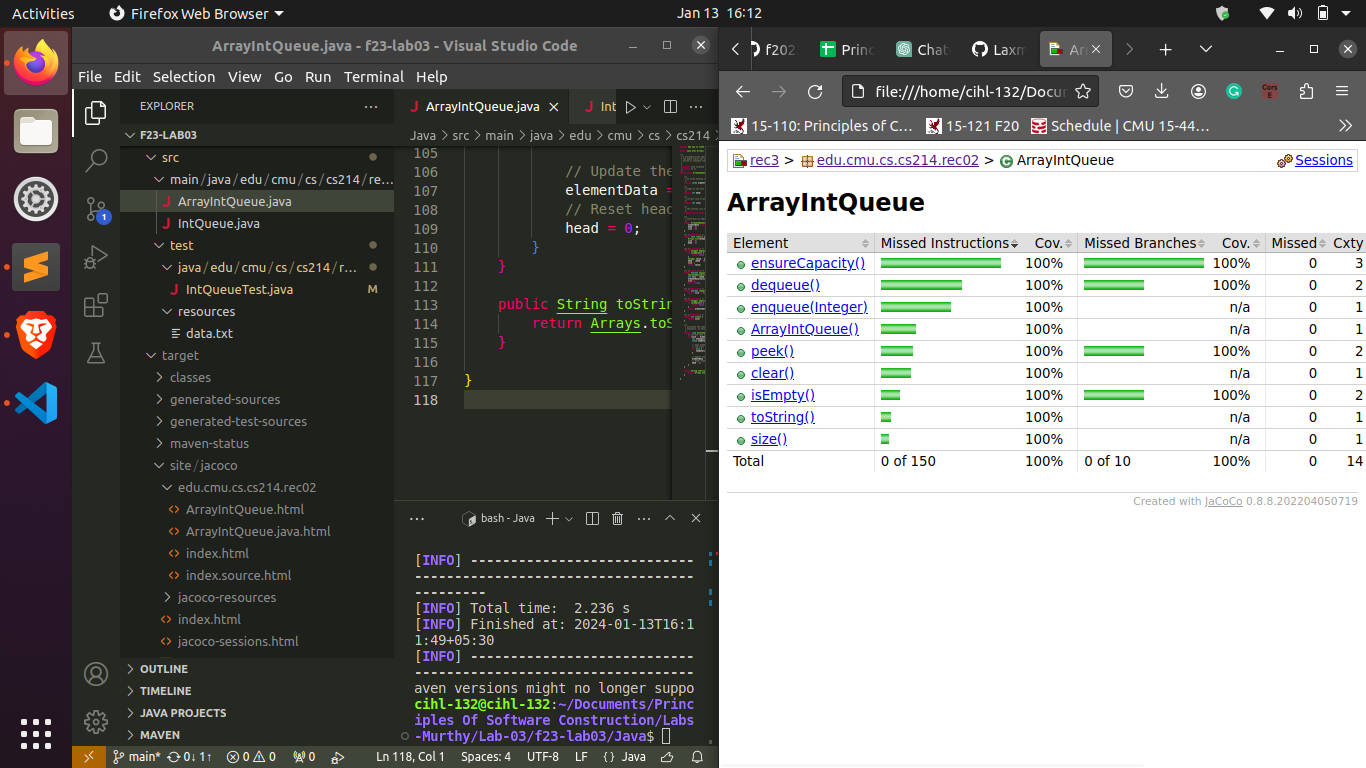 Activities Firefox Web Browser Jan 13 16:12
ArrayIntQueue.java - f23-lab03 - Visual Studio Code
File Edit Selection View Go Run Terminal Help
EXPLORER
F23-LAB03
src
main/java/edu/cmu/cs/cs214/re...
ArrayIntQueue.java
IntQueue.java
test
java/edu/cmu/cs/cs214/r...
IntQueueTest.java M
resources
data.txt
target
classes
generated-sources
generated-test-sources
maven-status
site/jacoco
edu.cmu.cs.cs214.rec02
ArrayIntQueue.html
ArrayIntQueue.java.html
index.html
index.source.html
jacoco-resources
index.html
jacoco-sessions.html
OUTLINE
TIMELINE
JAVA PROJECTS
MAVEN
1
ArrayIntQueue.java Int
Java > src > main > java > edu > cmu > cs > cs214 >
105
106 // Update the
107 elementData =
108 // Reset head
109 head = 0;
110 }
111 }
112
113 public String toStrin
114 return Arrays.toS
115 }
116
117 }
118
bash - Java
[INFO] ----------------------------
-----------------------------------
---------
[INFO] Total time:  2.236 s
[INFO] Finished at: 2024-01-13T16:1
1:49+05:30
[INFO] ----------------------------
-----------------------------------
aven versions might no longer suppo
cihl-132@cihl-132:~/Documents/Princ
iples Of Software Construction/Labs
-Murthy/Lab-03/f23-lab03/Java$
main* 0↓ 1↑ 0 0 0 Ln 118, Col 1 Spaces: 4 UTF-8 LF {} Java
f202 Princ Chat Laxm Ar
file:///home/cihl-132/Docum
Cors E
15-110: Principles of C... 15-121 F20 Schedule | CMU 15-44...
rec3 > edu.cmu.cs.cs214.rec02 > ArrayIntQueue Sessions
ArrayIntQueue
Element Missed Instructions Cov. Missed Branches Cov. Missed Cxty
ensureCapacity() 100% 100% 0 3
dequeue() 100% 100% 0 2
enqueue(Integer) 100% n/a 0 1
ArrayIntQueue() 100% n/a 0 1
peek() 100% 100% 0 2
clear() 100% n/a 0 1
isEmpty() 100% 100% 0 2
toString() 100% n/a 0 1
size() 100% n/a 0 1
Total 0 of 150 100% 0 of 10 100% 0 14
Created with JaCoCo 0.8.8.202204050719